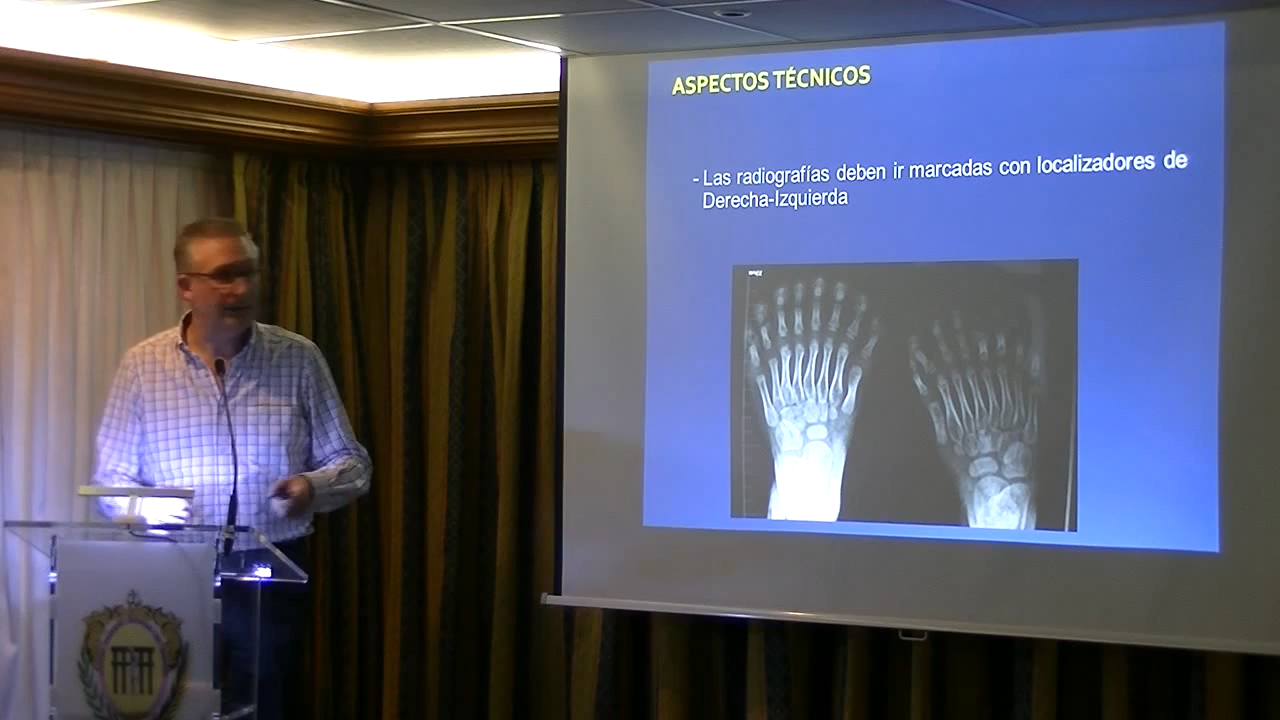 ASPECTOS TÉCNICOS
- Las radiografías deben ir marcadas con localizadores de
Derecha-Izquierda